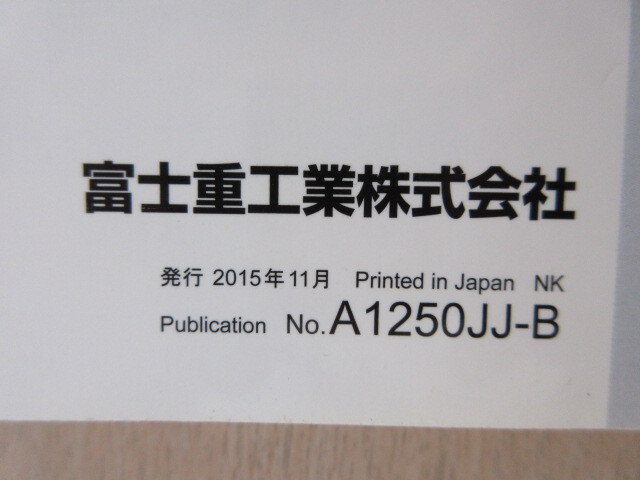 富士重工業株式会社
発行 2015年11月 Printed in Japan NK
Publication No.A1250JJ-B